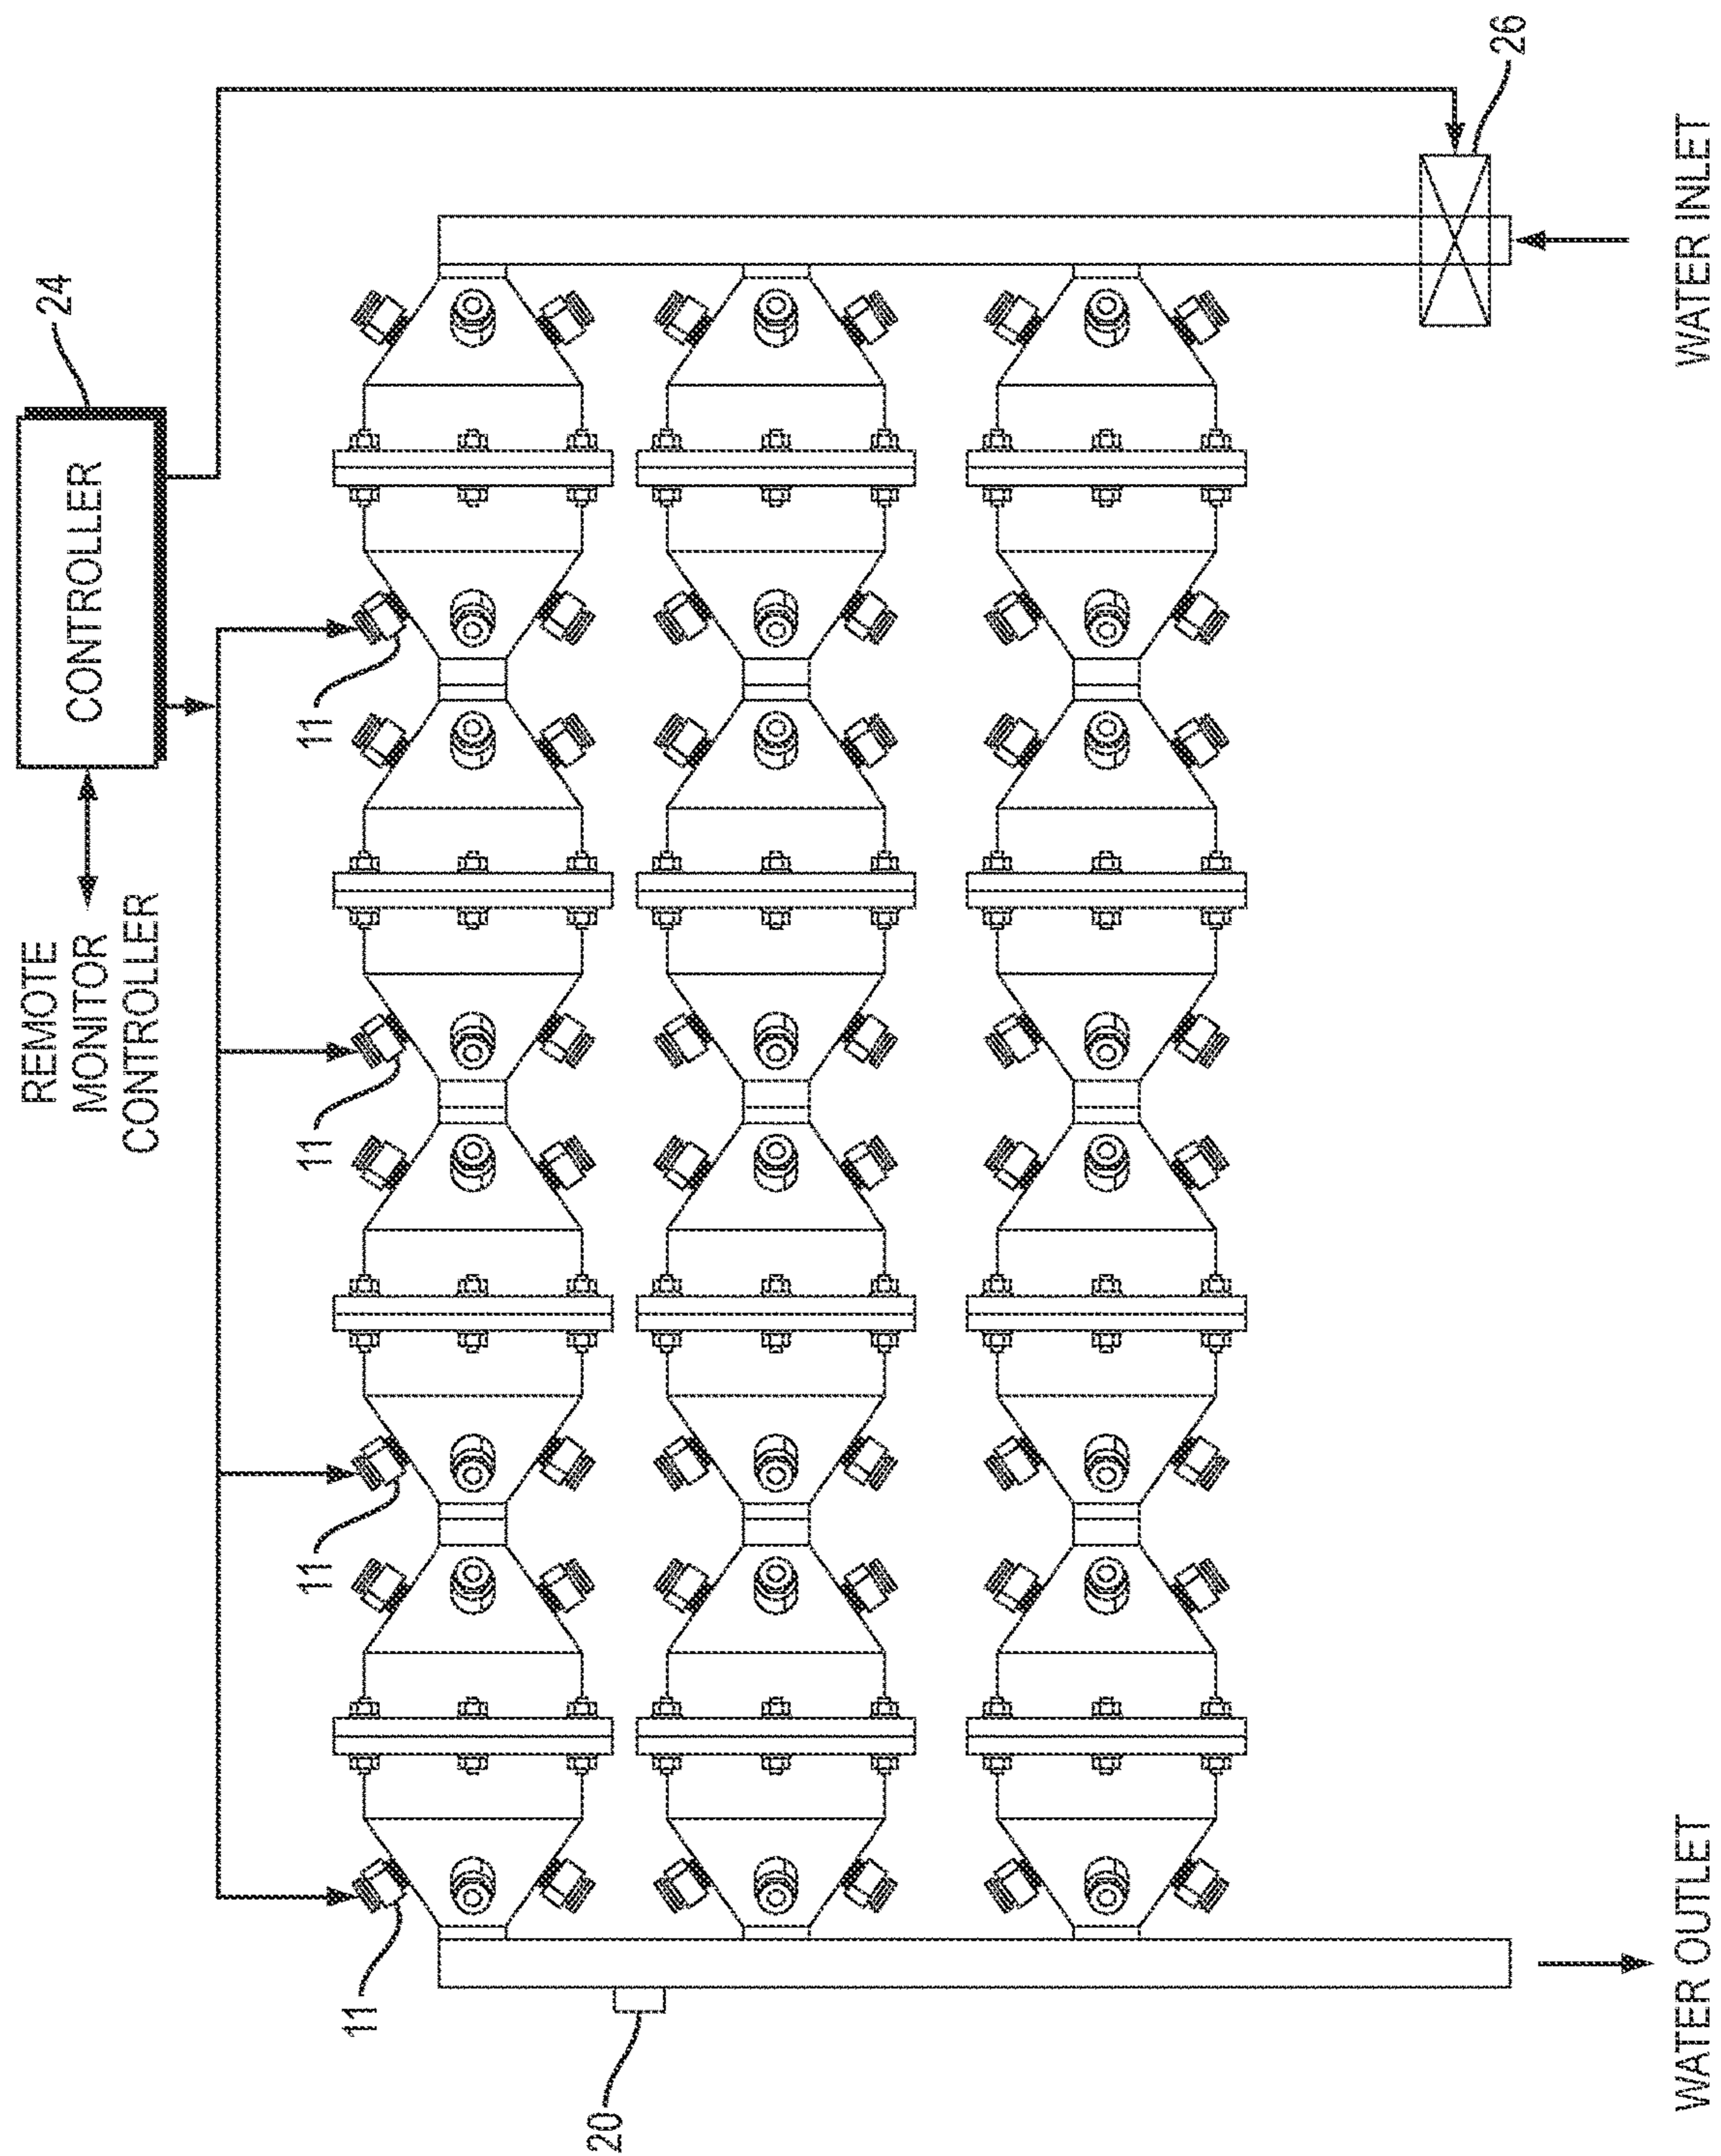 REMOTE
MONITOR
CONTROLLER
CONTROLLER
24
11
11
11
11
20
26
WATER OUTLET
WATER INLET